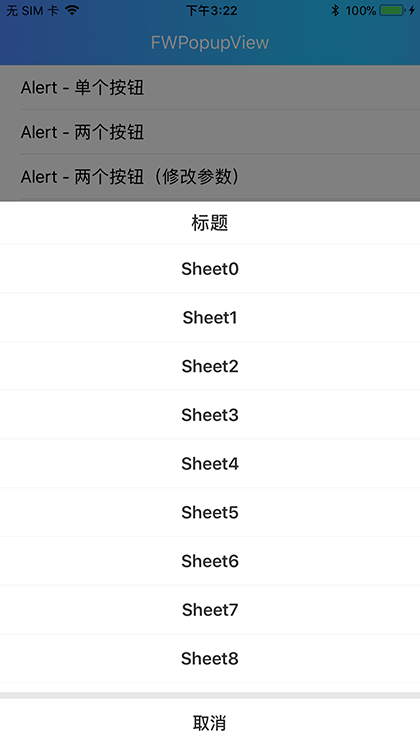 无 SIM 卡 下午3:22 100%
FWPopupView
Alert - 单个按钮
Alert - 两个按钮
Alert - 两个按钮（修改参数）
标题
Sheet0
Sheet1
Sheet2
Sheet3
Sheet4
Sheet5
Sheet6
Sheet7
Sheet8
取消